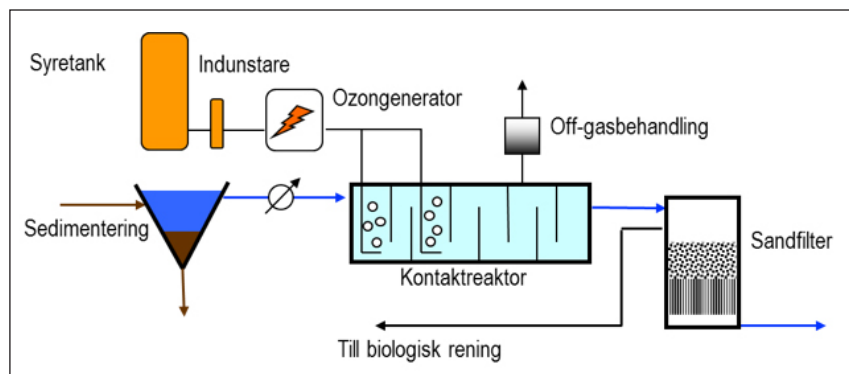 Syretank
Indunstare
Ozongenerator
Off-gasbehandling
Sedimentering
Kontaktreaktor
Sandfilter
Till biologisk rening